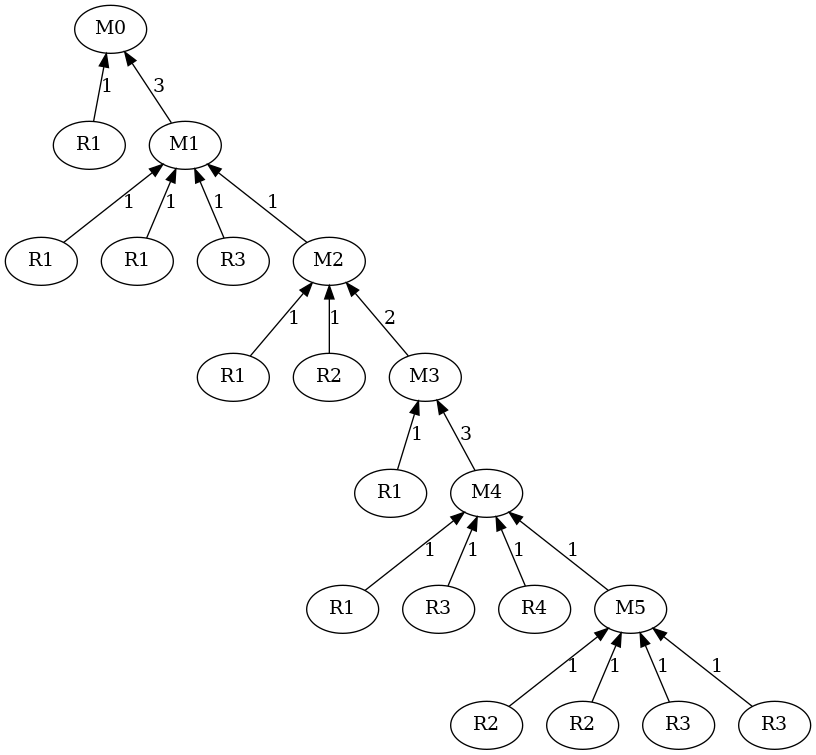 M0
1 3
R1 M1
1 1 1 1
R1 R1 R3 M2
1 1 2
R1 R2 M3
1 3
R1 M4
1 1 1 1
R1 R3 R4 M5
1 1 1 1
R2 R2 R3 R3